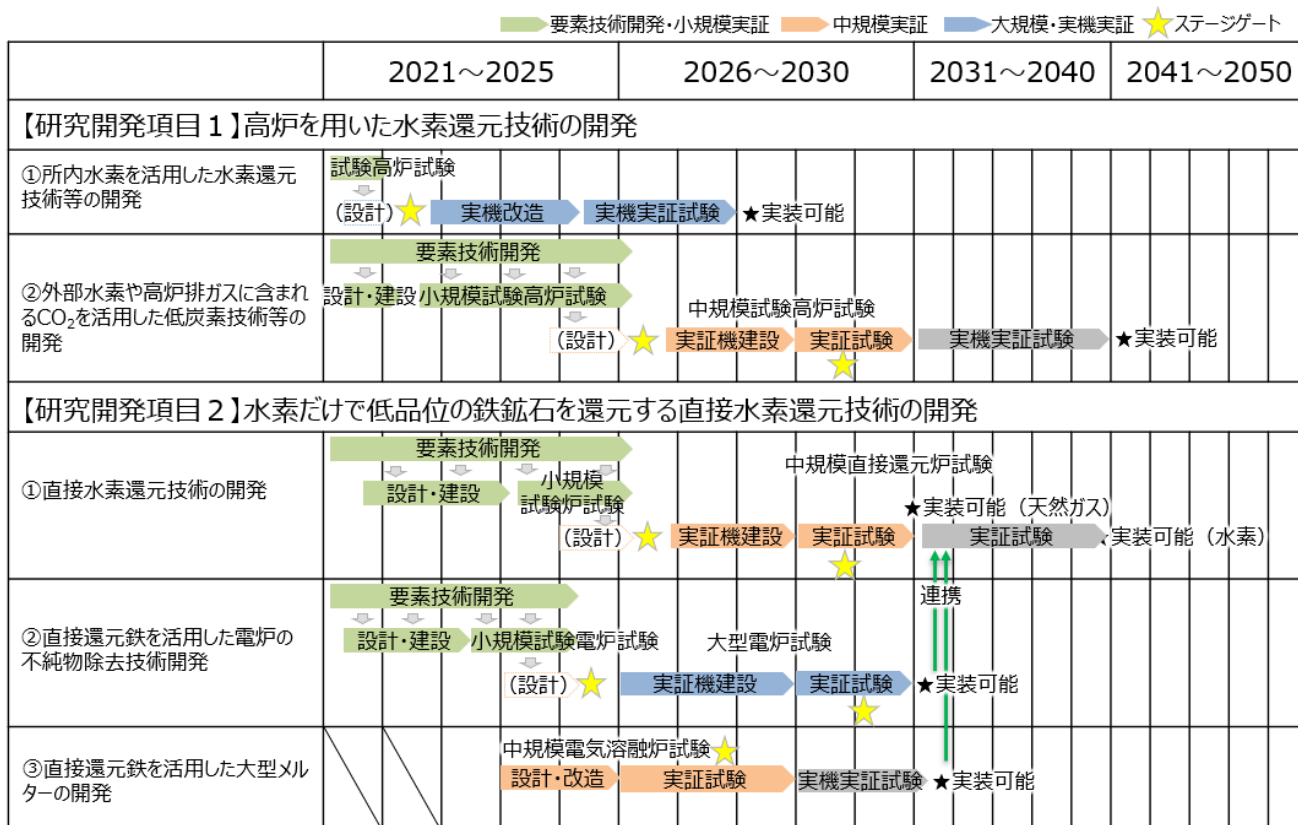 要素技術開発・小規模実証 中規模実証 大規模・実機実証 ステージゲート
2021～2025 2026～2030 2031～2040 2041～2050
【研究開発項目１】高炉を用いた水素還元技術の開発
①所内水素を活用した水素還元
技術等の開発
試験高炉試験
(設計) 実機改造 実機実証試験 ★実装可能
②外部水素や高炉排ガスに含まれ
るCO₂を活用した低炭素技術等の
開発
要素技術開発
設計・建設 小規模試験高炉試験
中規模試験高炉試験
(設計) 実証機建設 実証試験 実機実証試験 ★実装可能
【研究開発項目２】水素だけで低品位の鉄鉱石を還元する直接水素還元技術の開発
①直接水素還元技術の開発
要素技術開発
設計・建設 小規模
試験炉試験
中規模直接還元炉試験
★実装可能（天然ガス）
(設計) 実証機建設 実証試験 実証試験 ★実装可能（水素）
②直接還元鉄を活用した電炉の
不純物除去技術開発
要素技術開発
連携
設計・建設 小規模試験電炉試験 大型電炉試験
(設計) 実証機建設 実証試験 ★実装可能
③直接還元鉄を活用した大型メル
ターの開発
中規模電気溶融炉試験
設計・改造 実証試験 実機実証試験 ★実装可能